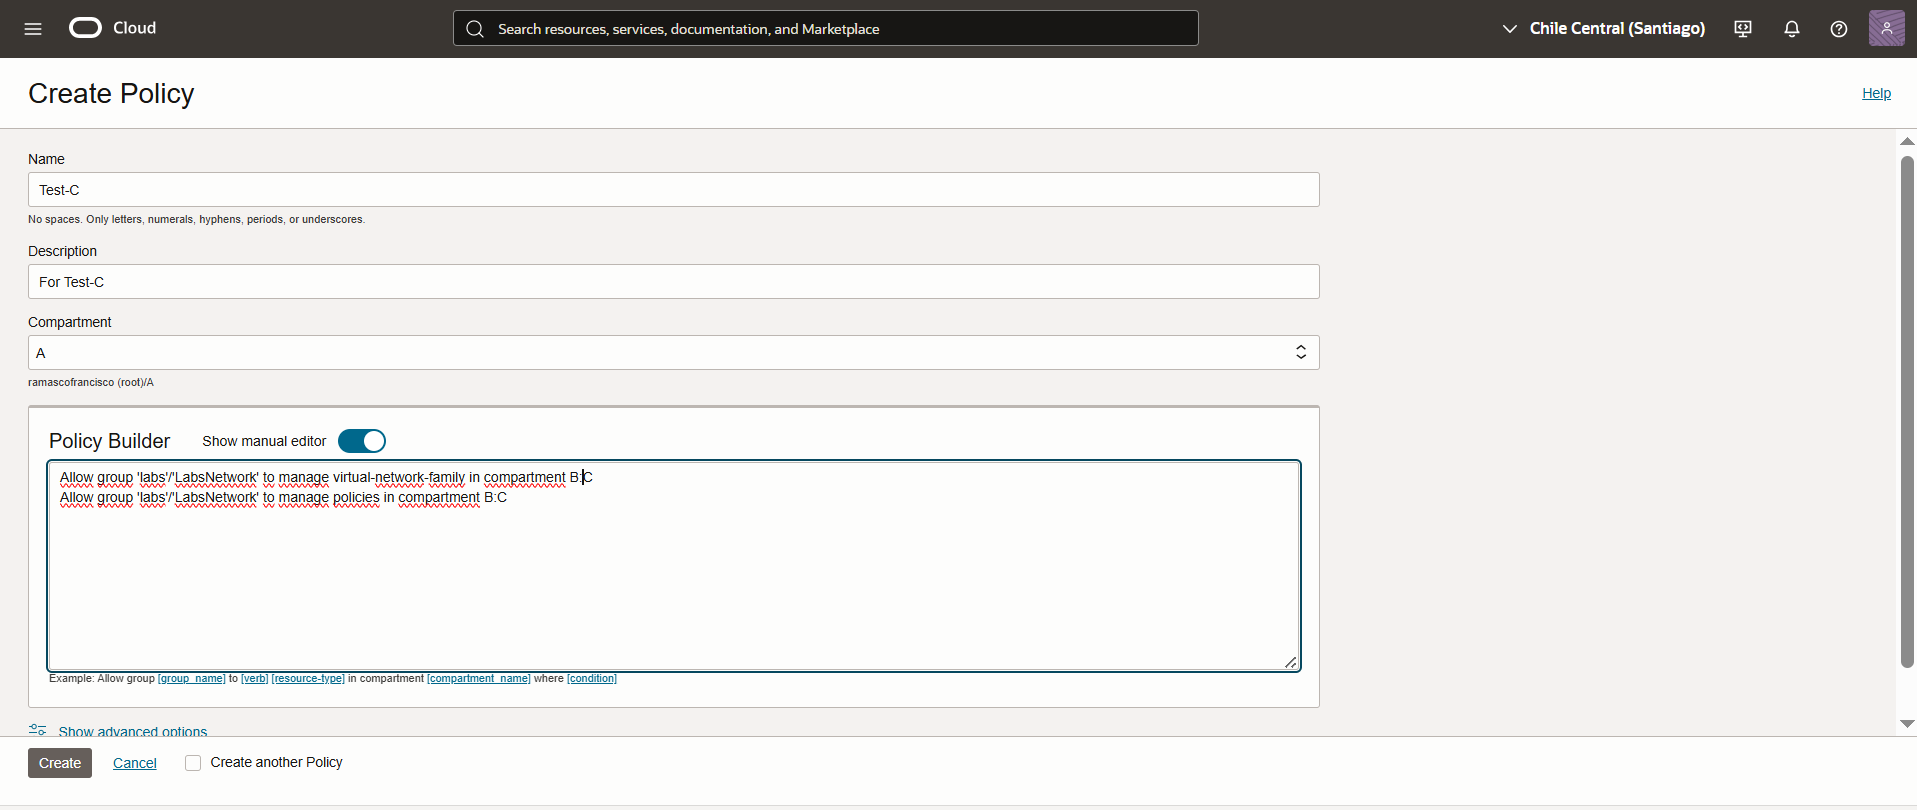 Cloud
Search resources, services, documentation, and Marketplace
Chile Central (Santiago)
Create Policy
Help
Name
Test-C
No spaces. Only letters, numerals, hyphens, periods, or underscores.
Description
For Test-C
Compartment
A
ramascofrancisco (root)/A
Policy Builder
Show manual editor
Allow group 'labs'/'LabsNetwork' to manage virtual-network-family in compartment B:C
Allow group 'labs'/'LabsNetwork' to manage policies in compartment B:C
Example: Allow group [group_name] to [verb] [resource-type] in compartment [compartment_name] where [condition]
Show advanced options
Create
Cancel
Create another Policy